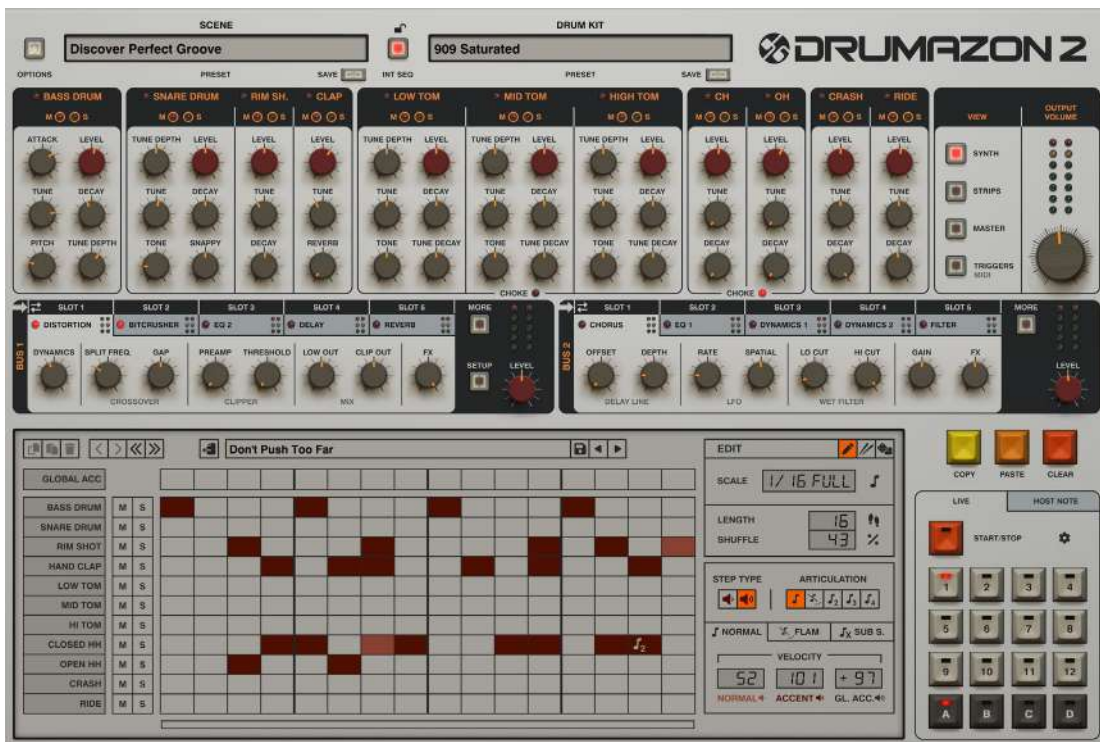 SCENE
DRUM KIT
Discover Perfect Groove
909 Saturated
DRUMAZON 2
OPTIONS PRESET SAVE INT SEQ PRESET SAVE
BASS DRUM SNARE DRUM RIM SH. CLAP LOW TOM MID TOM HIGH TOM CH OH CRASH RIDE
M S M S M S M S M S M S M S M S M S M S M S
VIEW
OUTPUT VOLUME
ATTACK LEVEL TUNE DEPTH LEVEL LEVEL LEVEL TUNE DEPTH LEVEL TUNE DEPTH LEVEL TUNE DEPTH LEVEL LEVEL LEVEL LEVEL LEVEL
SYNTH
TUNE DECAY TUNE DECAY TUNE TUNE TUNE DECAY TUNE DECAY TUNE DECAY TUNE TUNE TUNE TUNE
STRIPS
MASTER
PITCH TUNE DEPTH TONE SNAPPY DECAY REVERB TONE TUNE DECAY TONE TUNE DECAY TONE TUNE DECAY DECAY DECAY DECAY DECAY
TRIGGERS
MIDI
CHOKE CHOKE
BUS 1
SLOT 1 SLOT 2 SLOT 3 SLOT 4 SLOT 5 MORE
DISTORTION BITCRUSHER EQ 2 DELAY REVERB
DYNAMICS SPLIT FREQ. GAP PREAMP THRESHOLD LOW OUT CLIP OUT FX SETUP LEVEL
CROSSOVER CLIPPER MIX
BUS 2
SLOT 1 SLOT 2 SLOT 3 SLOT 4 SLOT 5 MORE
CHORUS EQ 1 DYNAMICS 1 DYNAMICS 2 FILTER
OFFSET DEPTH RATE SPATIAL LO CUT HI CUT GAIN FX LEVEL
DELAY LINE LFO WET FILTER
Don't Push Too Far
GLOBAL ACC
BASS DRUM M S
SNARE DRUM M S
RIM SHOT M S
HAND CLAP M S
LOW TOM M S
MID TOM M S
HI TOM M S
CLOSED HH M S
2
OPEN HH M S
CRASH M S
RIDE M S
EDIT
SCALE 1/16 FULL
LENGTH 16
SHUFFLE 43 %
STEP TYPE ARTICULATION
2 3 4
NORMAL FLAM X SUB S.
VELOCITY
52 101 +97
NORMAL ACCENT GL. ACC.
COPY PASTE CLEAR
LIVE HOST NOTE
START/STOP
1 2 3 4
5 6 7 8
9 10 11 12
A B C D